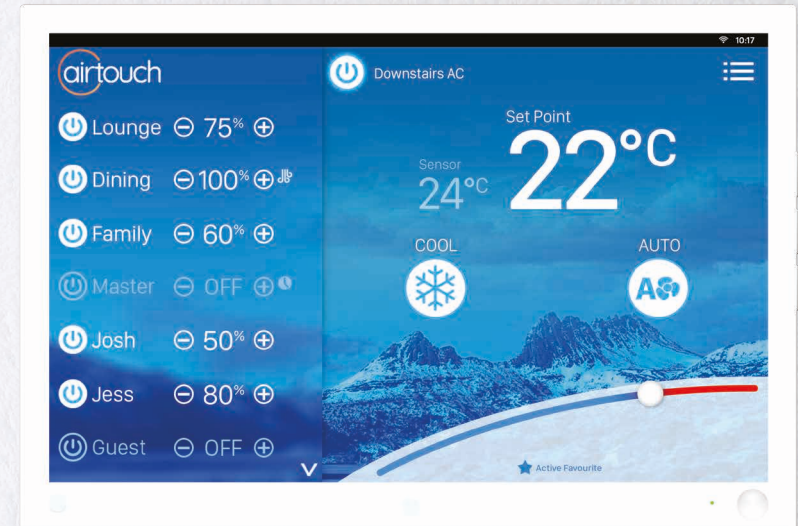 10:17
airtouch
Downstairs AC
Lounge 75%
Dining 100%
Family 60%
Master OFF
Josh 50%
Jess 80%
Guest OFF
Set Point
22°C
Sensor
24°C
COOL
AUTO
A
Active Favourite